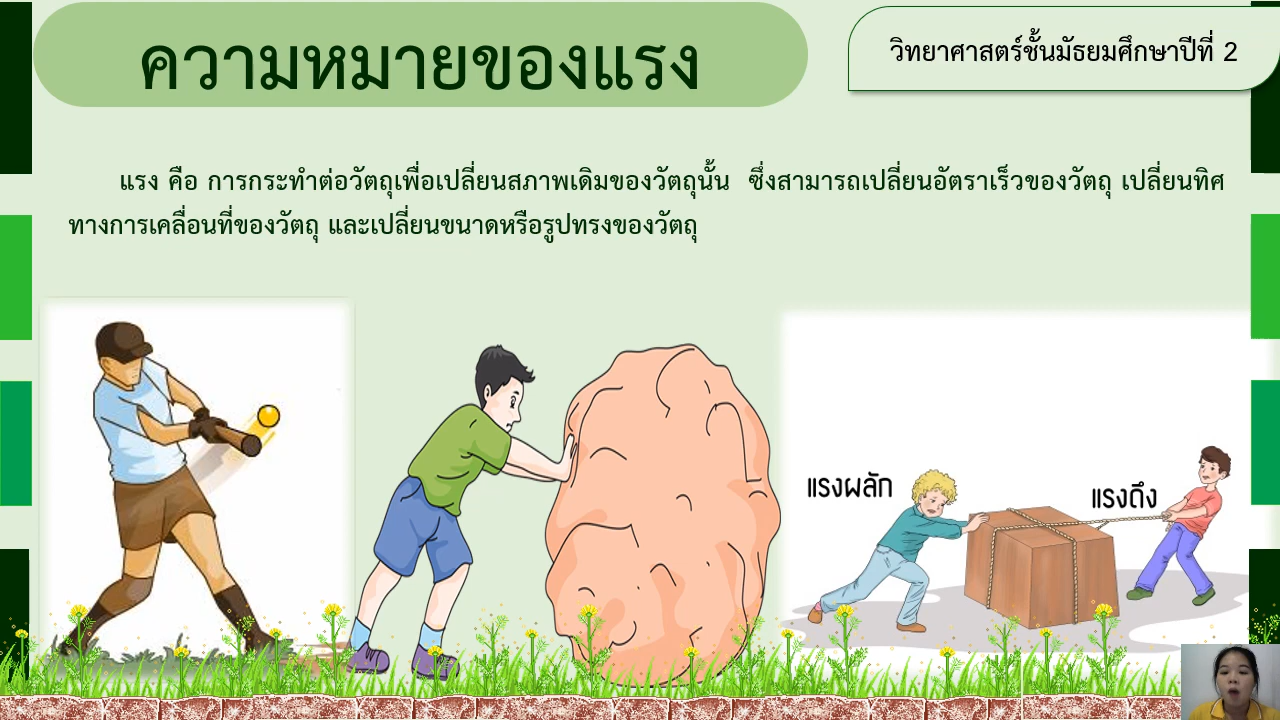 ความหมายของแรง
วิทยาศาสตร์ชั้นมัธยมศึกษาปีที่ 2
แรง คือ การกระทำต่อวัตถุเพื่อเปลี่ยนสภาพเดิมของวัตถุนั้น ซึ่งสามารถเปลี่ยนอัตราเร็วของวัตถุ เปลี่ยนทิศ
ทางการเคลื่อนที่ของวัตถุ และเปลี่ยนขนาดหรือรูปทรงของวัตถุ
แรงผลัก
แรงดึง